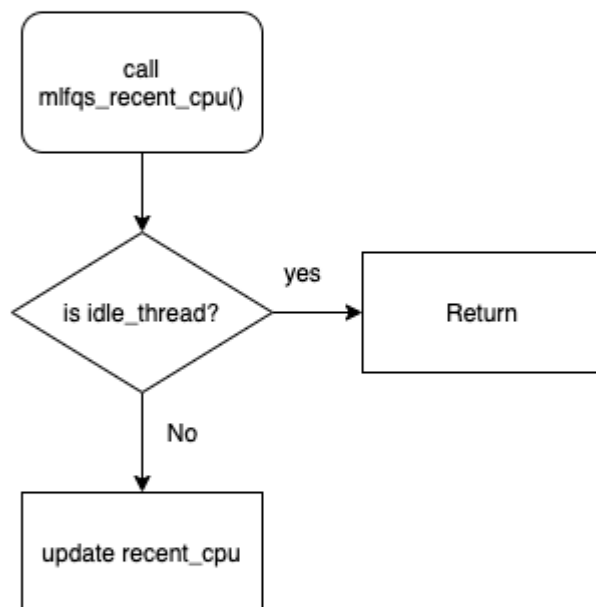 call
mlfqs_recent_cpu()
is idle_thread?
yes
Return
No
update recent_cpu